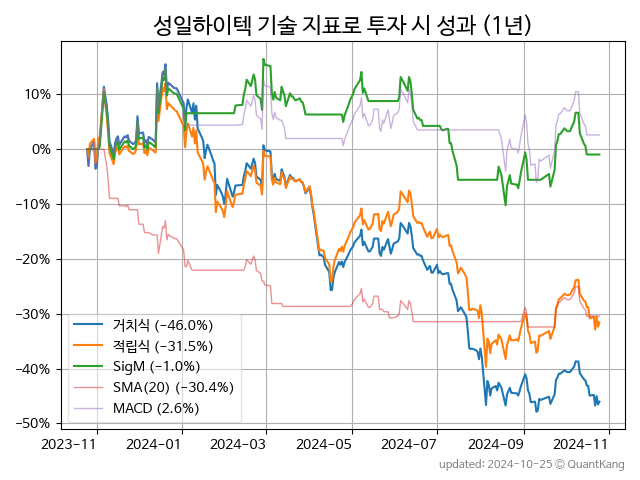 성일하이텍 기술 지표로 투자 시 성과 (1년)
10%
0%
−10%
−20%
−30%
−40%
−50%
거치식 (−46.0%)
적립식 (−31.5%)
SigM (−1.0%)
SMA(20) (−30.4%)
MACD (2.6%)
2023−11 2024−01 2024−03 2024−05 2024−07 2024−09 2024−11
updated: 2024-10-25 © QuantKang